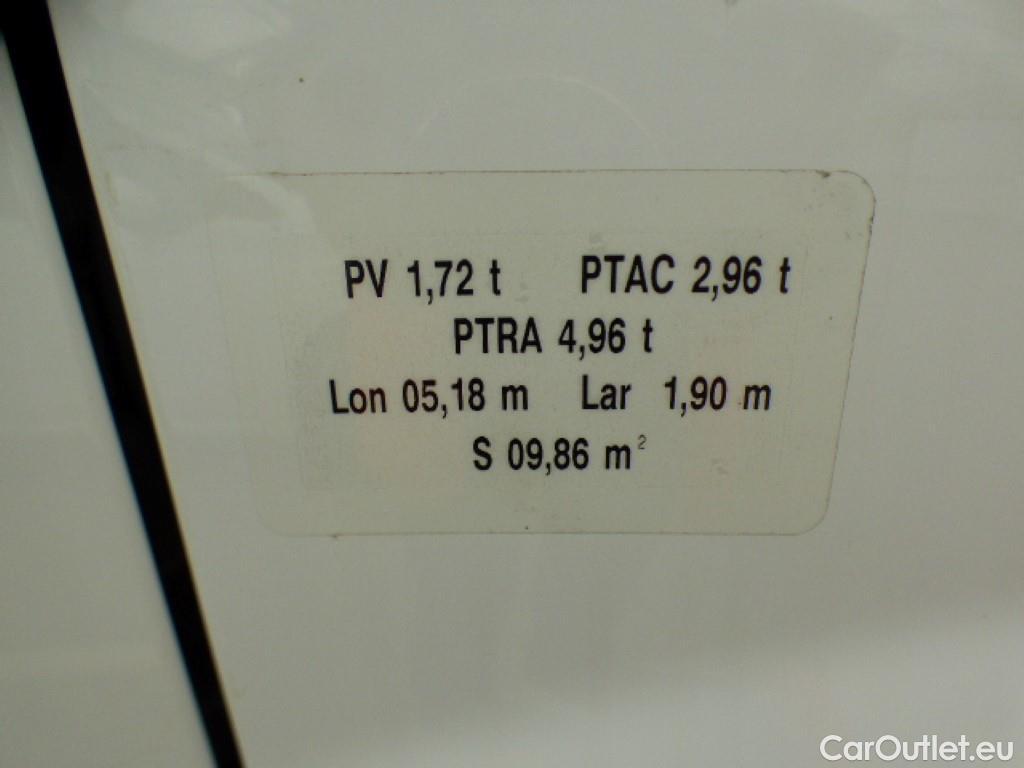 PV 1,72 t PTAC 2,96 t
PTRA 4,96 t
Lon 05,18 m Lar 1,90 m
S 09,86 m²
CarOutlet.eu